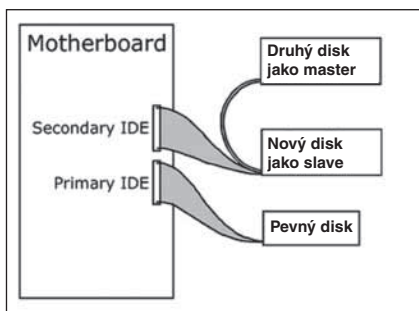 Motherboard
Secondary IDE
Primary IDE
Druhý disk
jako master
Nový disk
jako slave
Pevný disk